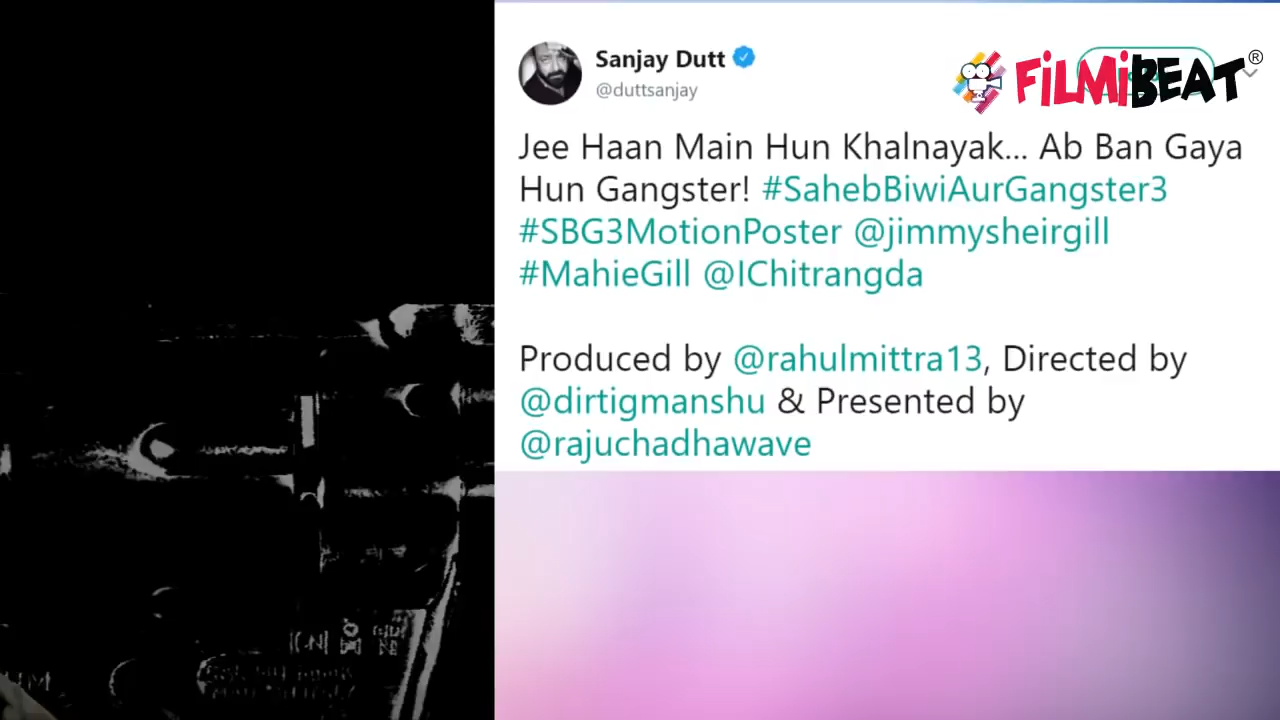 Sanjay Dutt
@duttsanjay
FiLMiBEAT®
Jee Haan Main Hun Khalnayak... Ab Ban Gaya
Hun Gangster! #SahebBiwiAurGangster3
#SBG3MotionPoster @jimmysheirgill
#MahieGill @IChitrangda
Produced by @rahulmittra13, Directed by
@dirtigmanshu & Presented by
@rajuchadhawave